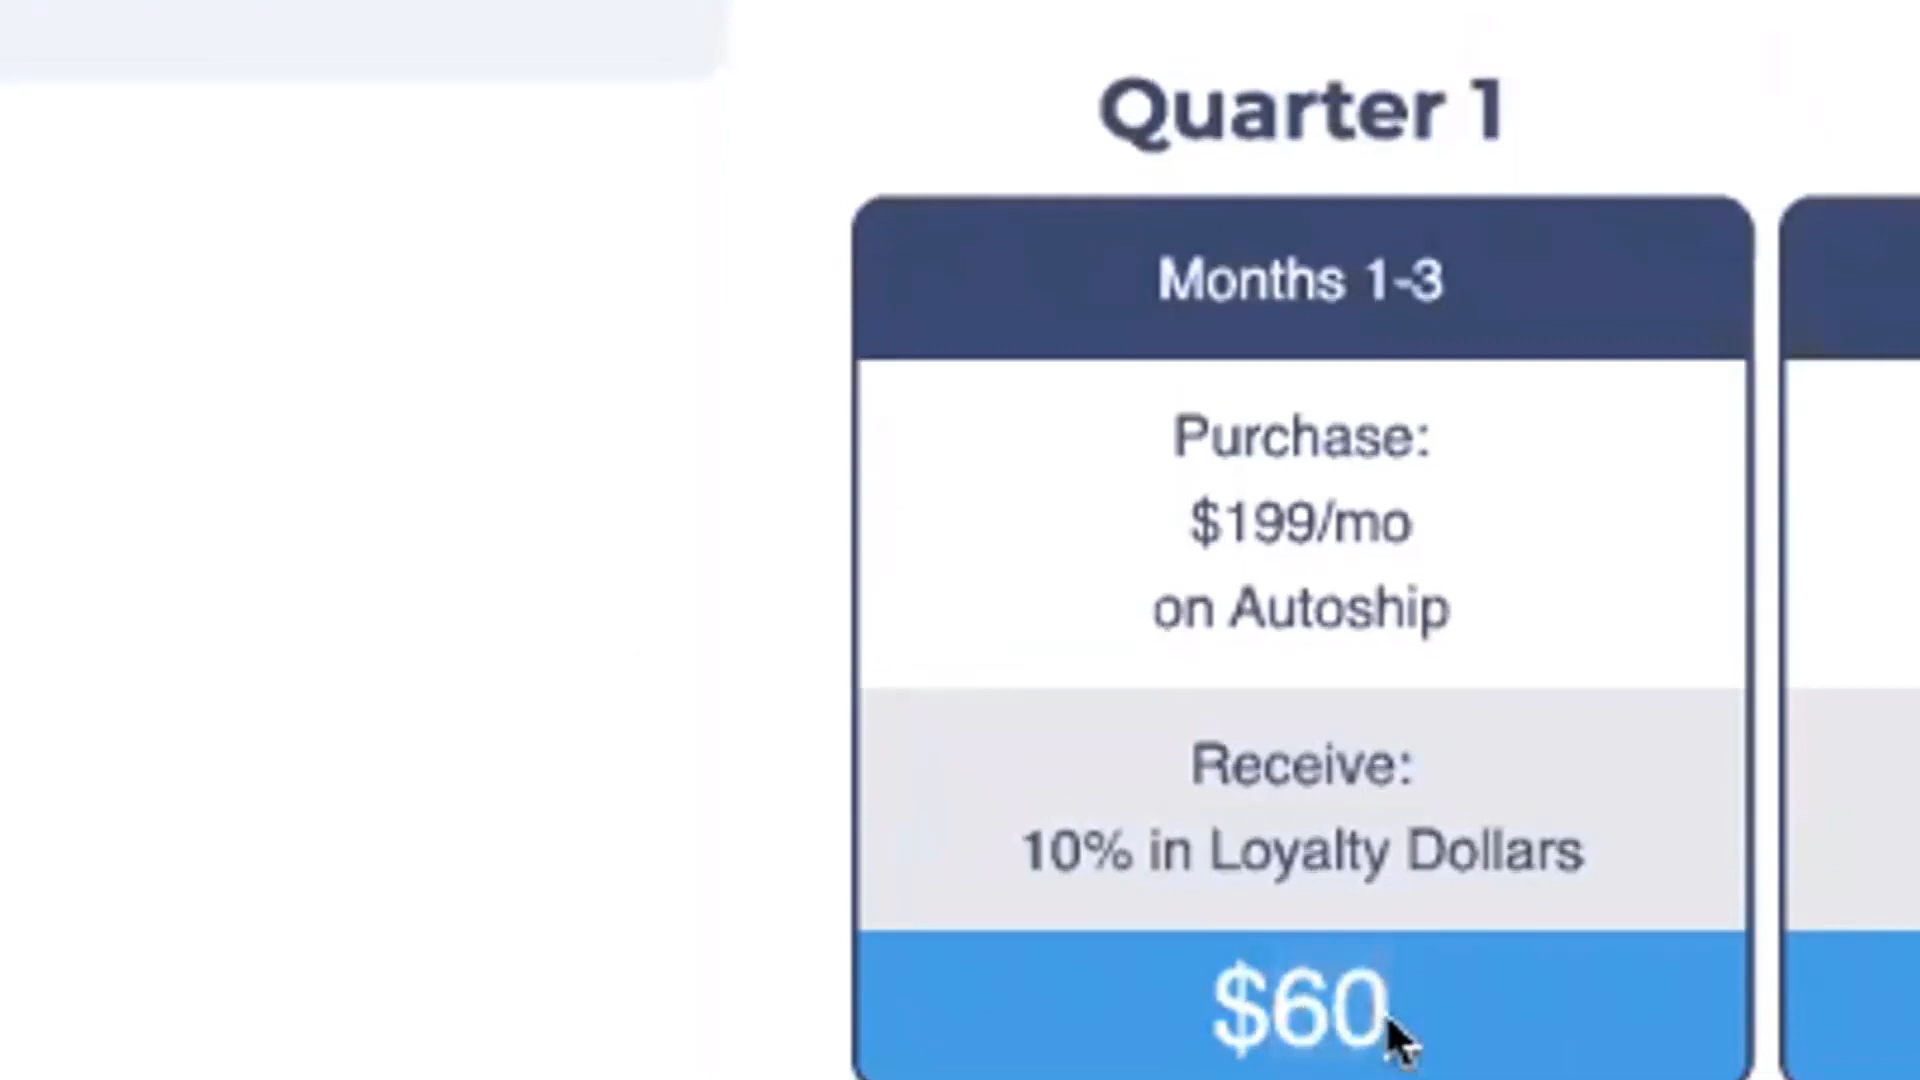 Quarter 1
Months 1-3
Purchase:
$199/mo
on Autoship
Receive:
10% in Loyalty Dollars
$60